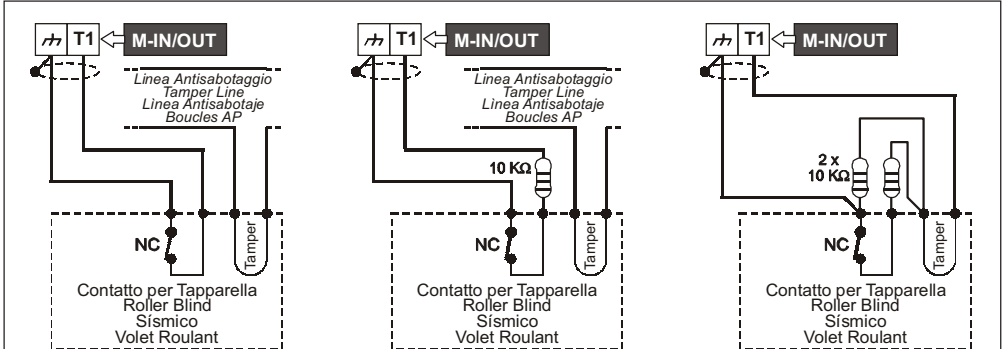 T1 M-IN/OUT
Linea Antisabotaggio
Tamper Line
Lìnea Antisabotaje
Boucles AP
NC
Tamper
Contatto per Tapparella
Roller Blind
Sísmico
Volet Roulant
T1 M-IN/OUT
Linea Antisabotaggio
Tamper Line
Lìnea Antisabotaje
Boucles AP
10 KΩ
NC
Tamper
Contatto per Tapparella
Roller Blind
Sísmico
Volet Roulant
T1 M-IN/OUT
2 x
10 KΩ
NC
Tamper
Contatto per Tapparella
Roller Blind
Sísmico
Volet Roulant